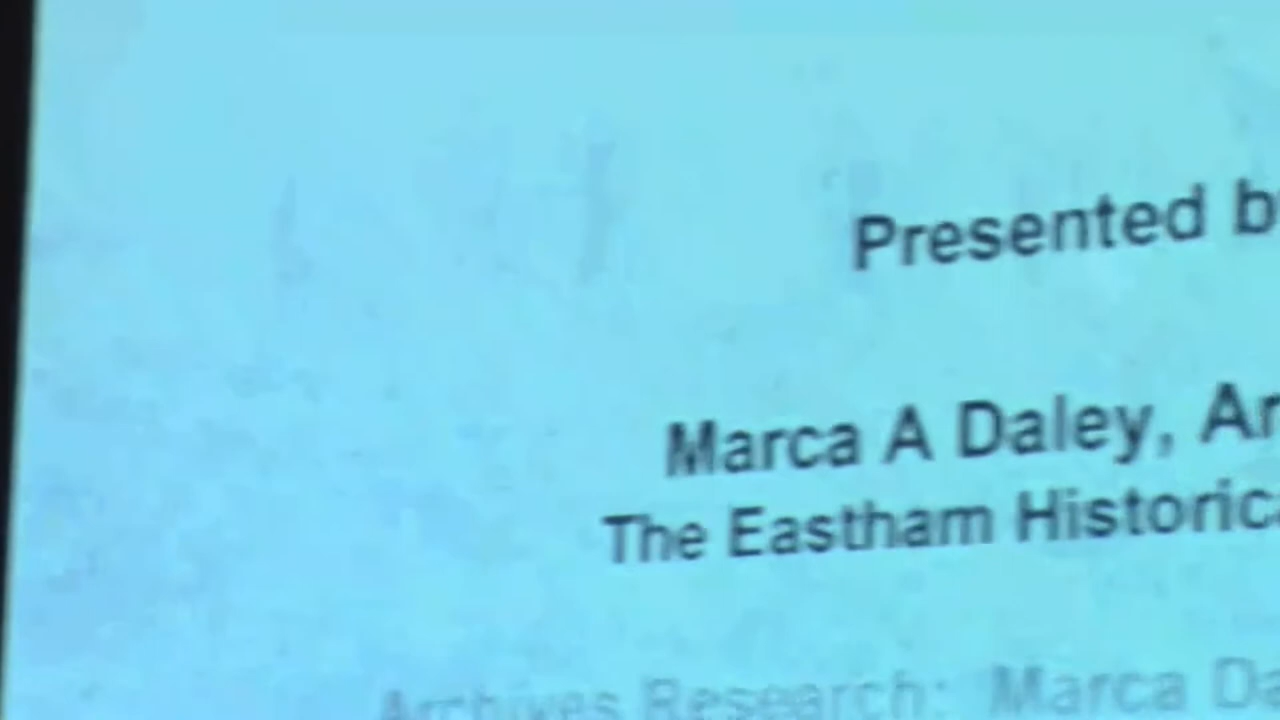 Presented b
Marca A Daley, Ar
The Eastham Historica
Archives Research: Marca Da